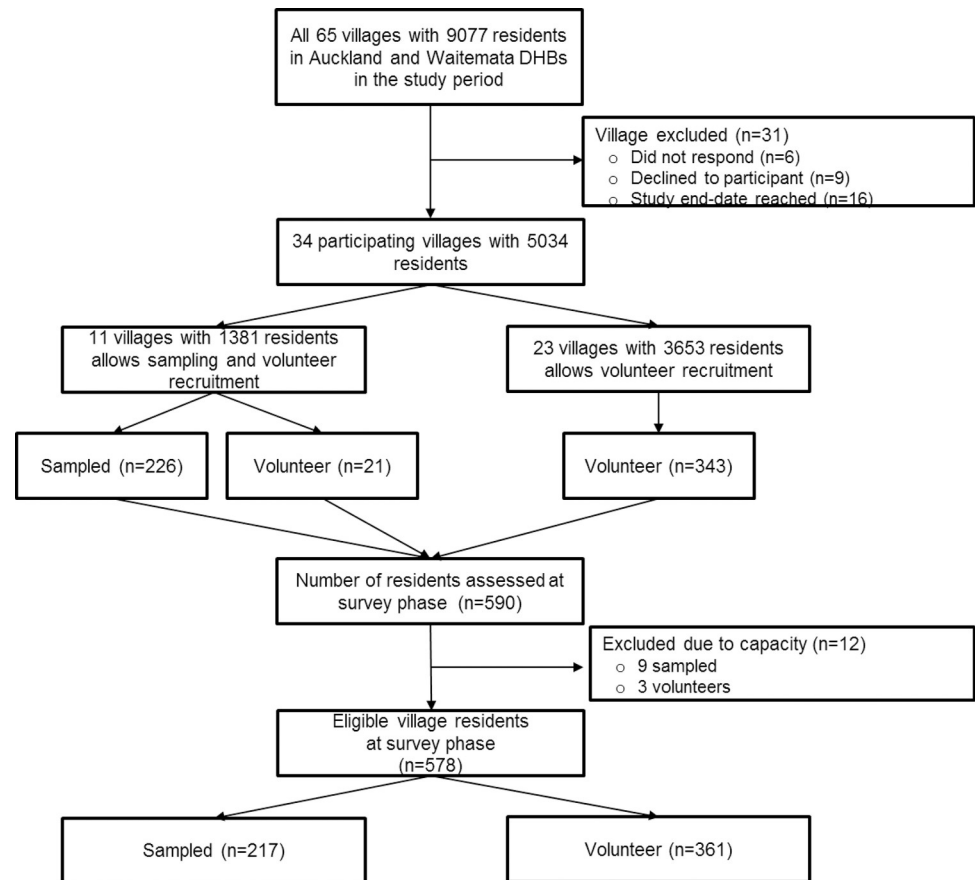 All 65 villages with 9077 residents
in Auckland and Waitemata DHBs
in the study period
Village excluded (n=31)
o Did not respond (n=6)
o Declined to participant (n=9)
o Study end-date reached (n=16)
34 participating villages with 5034
residents
11 villages with 1381 residents
allows sampling and volunteer
recruitment
23 villages with 3653 residents
allows volunteer recruitment
Sampled (n=226)
Volunteer (n=21)
Volunteer (n=343)
Number of residents assessed at
survey phase (n=590)
Excluded due to capacity (n=12)
o 9 sampled
o 3 volunteers
Eligible village residents
at survey phase
(n=578)
Sampled (n=217)
Volunteer (n=361)